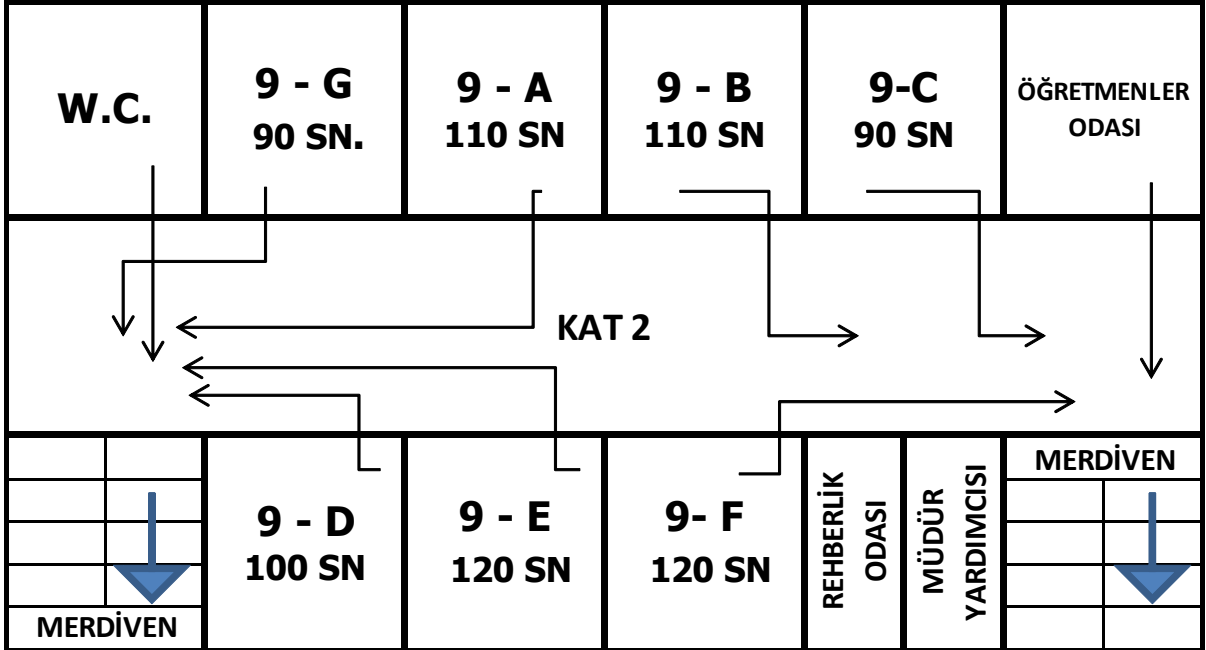 W.C.
9 - G
90 SN.
9 - A
110 SN
9 - B
110 SN
9-C
90 SN
ÖĞRETMENLER
ODASI
KAT 2
MERDİVEN
9 - D
100 SN
9 - E
120 SN
9- F
120 SN
REHBERLİK
ODASI
MÜDÜR
YARDIMCISI
MERDİVEN